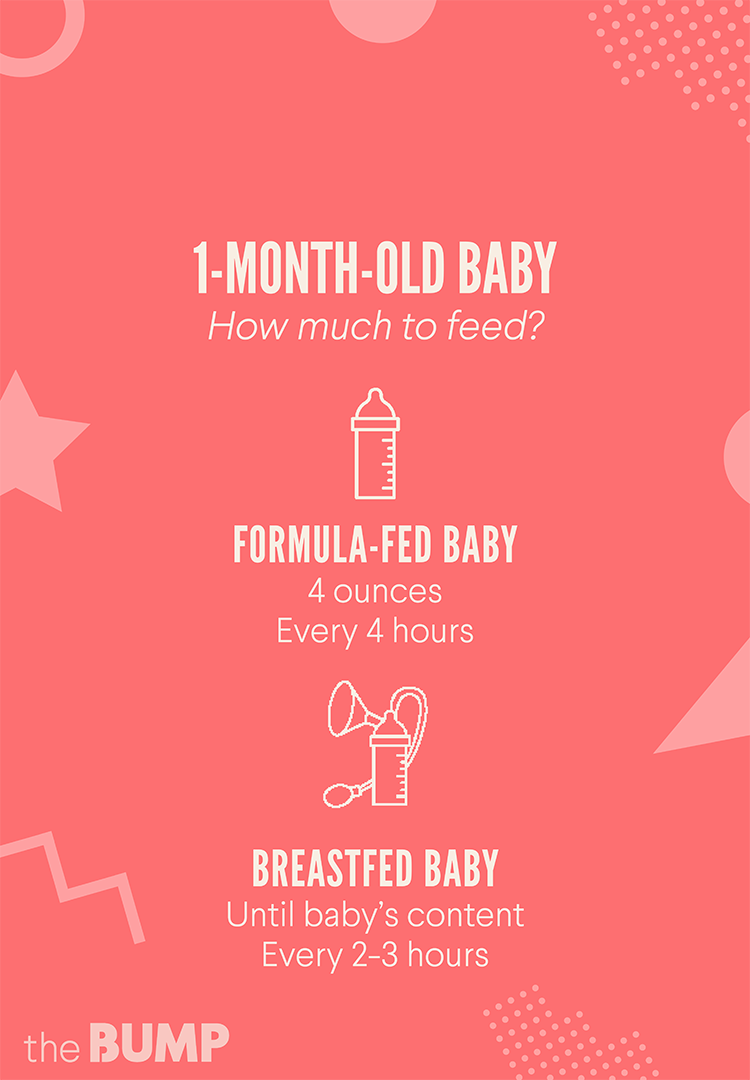 1-MONTH-OLD BABY
How much to feed?
FORMULA-FED BABY
4 ounces
Every 4 hours
BREASTFED BABY
Until baby's content
Every 2-3 hours
the BUMP